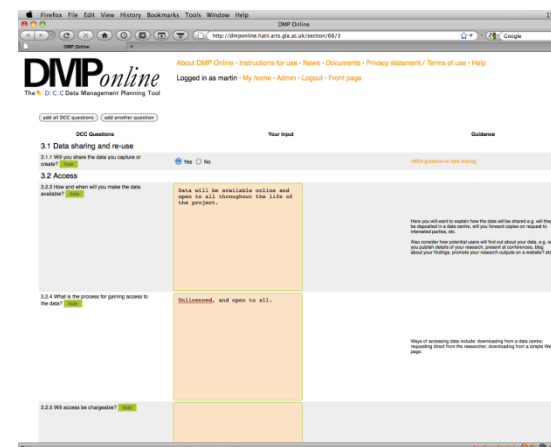 Firefox File Edit View History Bookmarks Tools Window Help
DMP Online
http://dmponline.hatii.arts.gla.ac.uk/section/66/3
Google
DMP Online
DMPonline
The DCC Data Management Planning Tool
About DMP Online - Instructions for use - News - Documents - Privacy statement / Terms of use - Help
Logged in as martin - My home - Admin - Logout - Front page
add all DCC questions
add another question
DCC Questions
Your input
Guidance
3.1 Data sharing and re-use
3.1.1 Will you share the data you capture or
create? hide
Yes No
UKDA guidance on data sharing
3.2 Access
3.2.2 How and when will you make the data
available? hide
Data will be available online and
open to all throughout the life of
the project.
Here you will want to explain how the data will be shared e.g. will they
be deposited in a data centre, will you forward copies on request to
interested parties, etc.
Also consider how potential users will find out about your data, e.g. w
you publish details of your research, present at conferences, blog
about your findings, promote your research outputs on a website? etc
3.2.4 What is the process for gaining access to
the data? hide
Unlicenced, and open to all.
Ways of accessing data include: downloading from a data centre;
requesting direct from the researcher; downloading from a simple We
page.
3.2.5 Will access be chargeable? hide